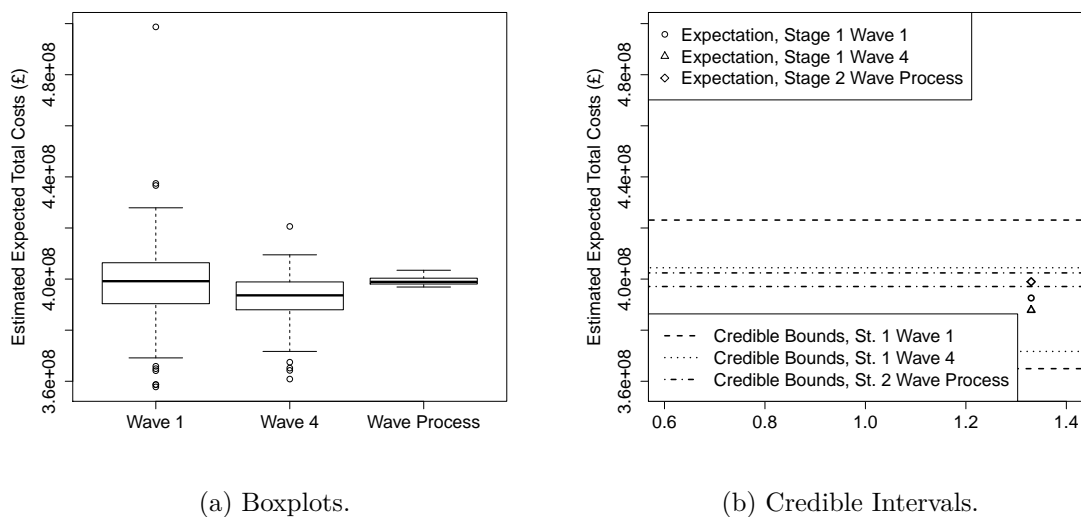 Estimated Expected Total Costs (£)
3.6e+08
4.0e+08
4.4e+08
4.8e+08
Wave 1
Wave 4
Wave Process
(a) Boxplots.
Estimated Expected Total Costs (£)
3.6e+08
4.0e+08
4.4e+08
4.8e+08
Expectation, Stage 1 Wave 1
Expectation, Stage 1 Wave 4
Expectation, Stage 2 Wave Process
Credible Bounds, St. 1 Wave 1
Credible Bounds, St. 1 Wave 4
Credible Bounds, St. 2 Wave Process
0.6
0.8
1.0
1.2
1.4
(b) Credible Intervals.